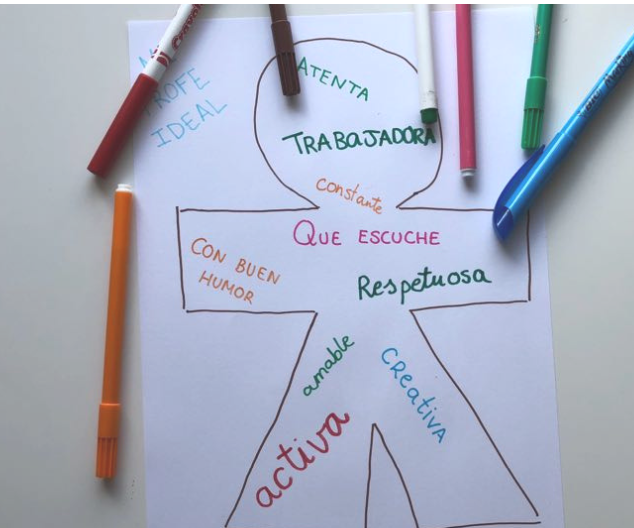 PROFE
IDEAL
ATENTA
TRABAJADORA
constante
QUE ESCUCHE
CON BUEN
HUMOR
Respetuosa
amable
CREATIVA
activa